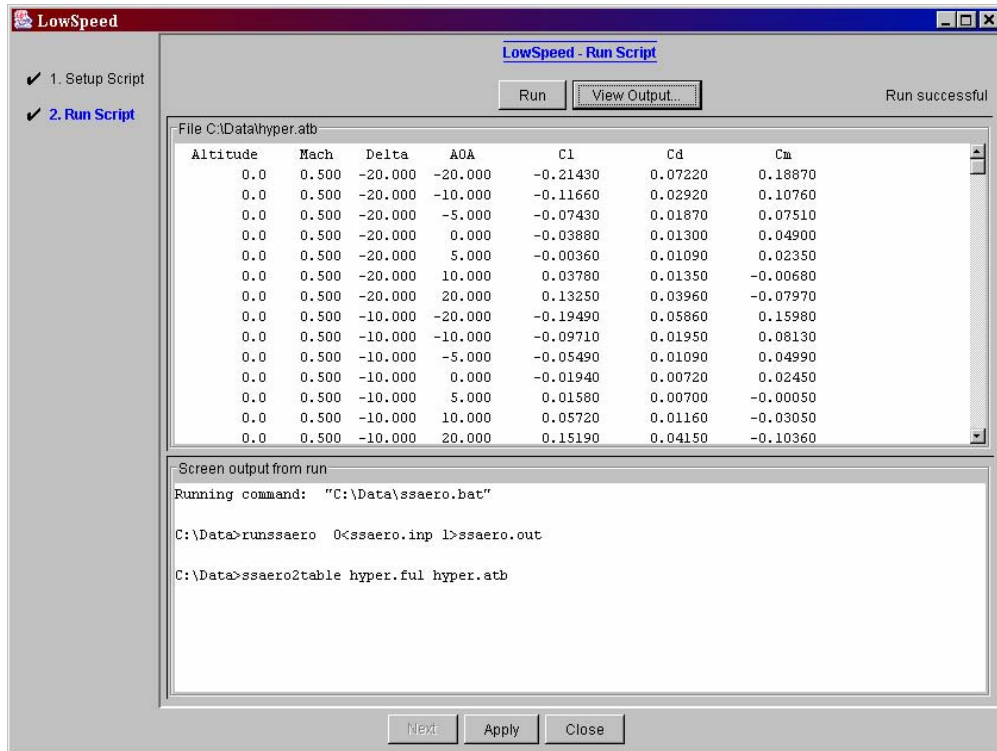 LowSpeed
LowSpeed - Run Script
1. Setup Script
2. Run Script
Run
View Output...
Run successful
File C:\Data\hyper.atb
Altitude Mach Delta AOA Cl Cd Cm
0.0 0.500 -20.000 -20.000 -0.21430 0.07220 0.18870
0.0 0.500 -20.000 -10.000 -0.11660 0.02920 0.10760
0.0 0.500 -20.000 -5.000 -0.07430 0.01870 0.07510
0.0 0.500 -20.000 0.000 -0.03880 0.01300 0.04900
0.0 0.500 -20.000 5.000 -0.00360 0.01090 0.02350
0.0 0.500 -20.000 10.000 0.03780 0.01350 -0.00680
0.0 0.500 -20.000 20.000 0.13250 0.03960 -0.07970
0.0 0.500 -10.000 -20.000 -0.19490 0.05860 0.15980
0.0 0.500 -10.000 -10.000 -0.09710 0.01950 0.08130
0.0 0.500 -10.000 -5.000 -0.05490 0.01090 0.04990
0.0 0.500 -10.000 0.000 -0.01940 0.00720 0.02450
0.0 0.500 -10.000 5.000 0.01580 0.00700 -0.00050
0.0 0.500 -10.000 10.000 0.05720 0.01160 -0.03050
0.0 0.500 -10.000 20.000 0.15190 0.04150 -0.10360
Screen output from run
Running command: "C:\Data\ssaero.bat"
C:\Data>runssaero 0<ssaero.inp 1>ssaero.out
C:\Data>ssaero2table hyper.ful hyper.atb
Next
Apply
Close